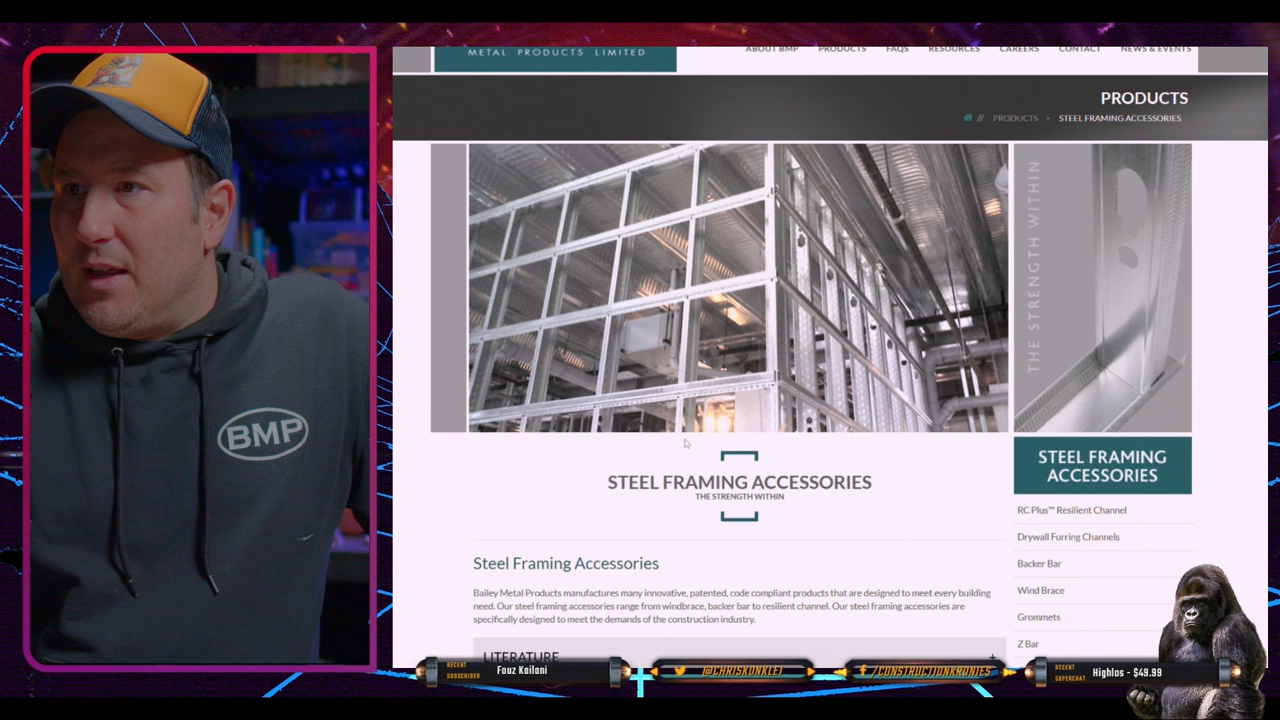 METAL PRODUCTS LIMITED
ABOUT BMP PRODUCTS FAQS RESOURCES CAREERS CONTACT NEWS & EVENTS
PRODUCTS
// PRODUCTS > STEEL FRAMING ACCESSORIES
THE STRENGTH WITHIN
BMP
STEEL FRAMING ACCESSORIES
THE STRENGTH WITHIN
STEEL FRAMING
ACCESSORIES
RC Plus™ Resilient Channel
Drywall Furring Channels
Backer Bar
Wind Brace
Grommets
Z Bar
Steel Framing Accessories
Bailey Metal Products manufactures many innovative, patented, code compliant products that are designed to meet every building
need. Our steel framing accessories range from windbrace, backer bar to resilient channel. Our steel framing accessories are
specifically designed to meet the demands of the construction industry.
LITERATURE +
RECENT
SUBSCRIBER
Fouz Kailani
@CHRISKONKLE1
f /CONSTRUCTIONKRONIES
RECENT
SUPERCHAT
Highlos - $49.99